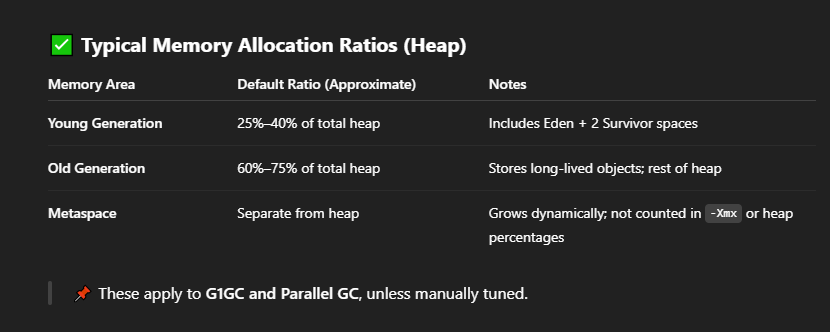 ✅ Typical Memory Allocation Ratios (Heap)
Memory Area Default Ratio (Approximate) Notes
Young Generation 25%–40% of total heap Includes Eden + 2 Survivor spaces
Old Generation 60%–75% of total heap Stores long-lived objects; rest of heap
Metaspace Separate from heap Grows dynamically; not counted in -Xmx or heap
percentages
📌 These apply to G1GC and Parallel GC, unless manually tuned.